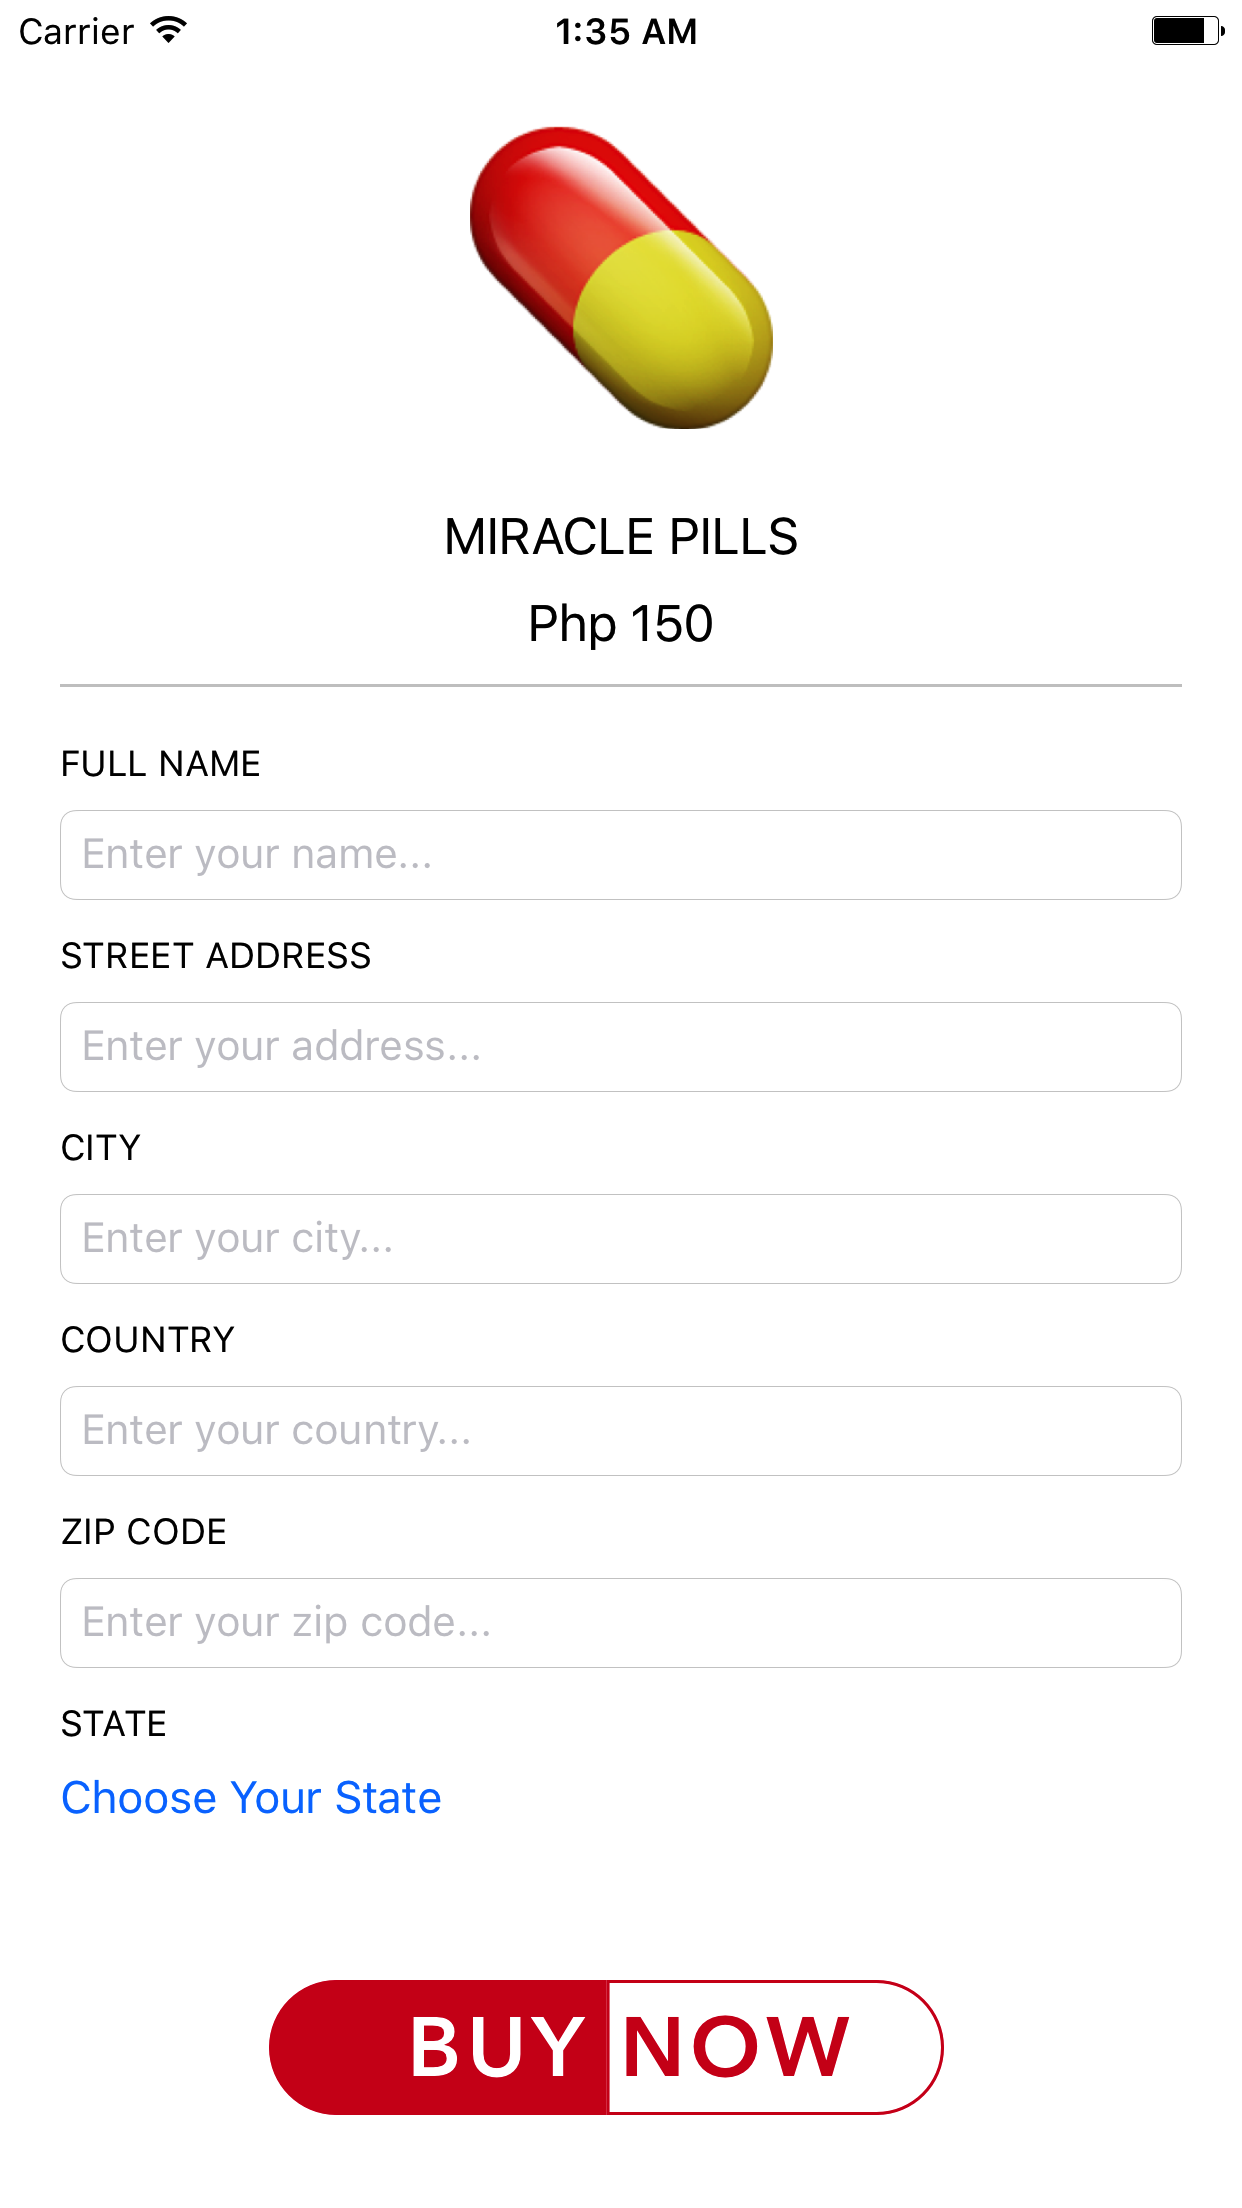 Carrier 1:35 AM
MIRACLE PILLS
Php 150
FULL NAME
Enter your name...
STREET ADDRESS
Enter your address...
CITY
Enter your city...
COUNTRY
Enter your country...
ZIP CODE
Enter your zip code...
STATE
Choose Your State
BUY NOW